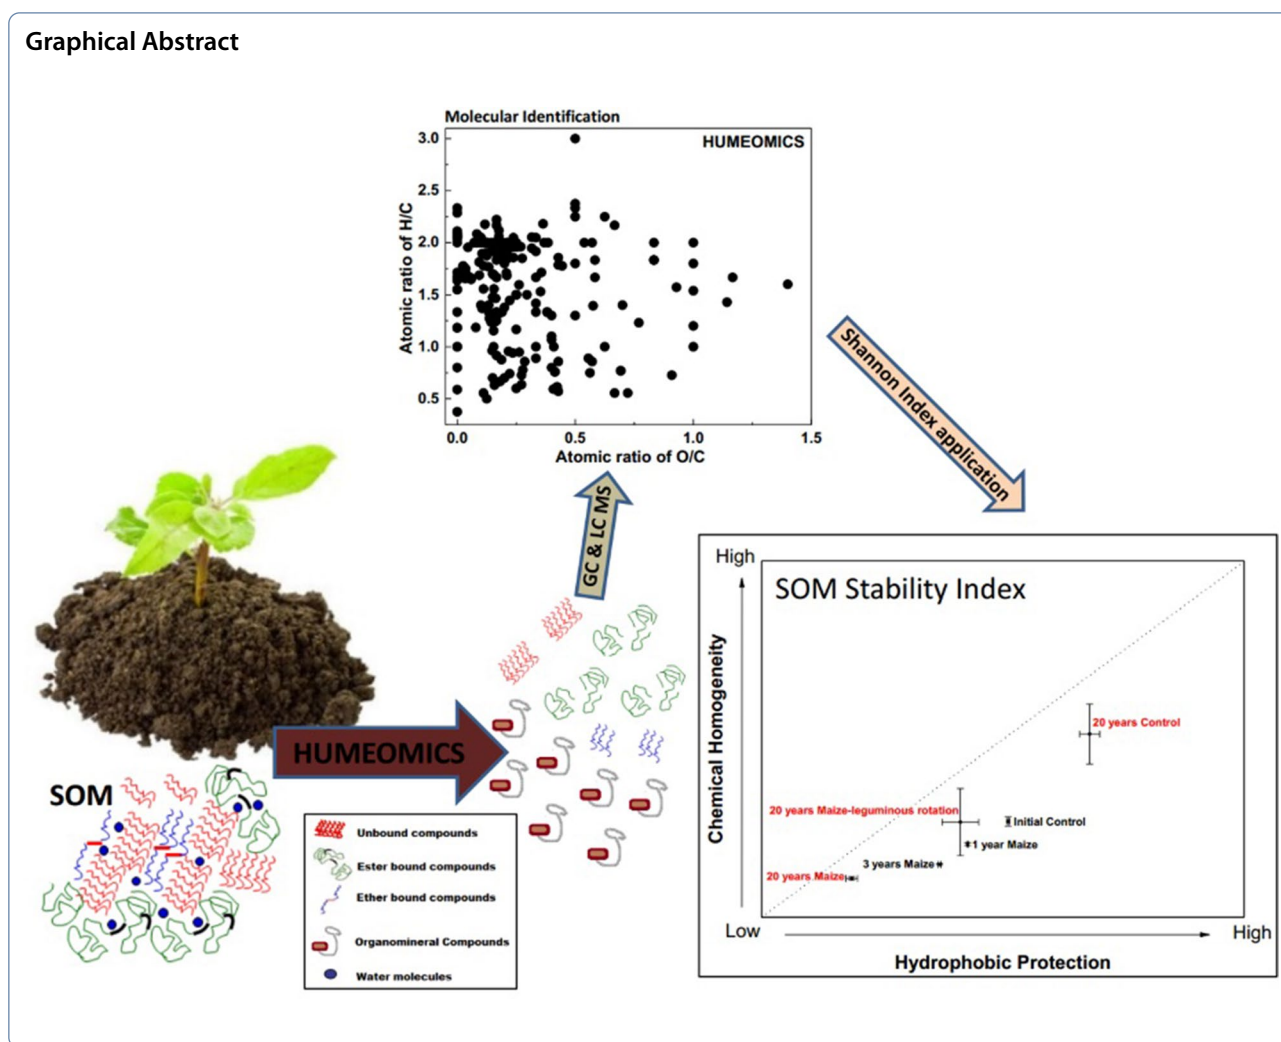 Graphical Abstract
Molecular Identification
HUMEOMICS
3.0
2.5
2.0
1.5
1.0
0.5
Atomic ratio of H/C
0.0
0.5
1.0
1.5
Atomic ratio of O/C
Shannon Index application
GC & LC MS
HUMEOMICS
SOM
Unbound compounds
Ester bound compounds
Ether bound compounds
Organomineral Compounds
Water molecules
High
SOM Stability Index
Chemical Homogeneity
20 years Control
20 years Maize-leguminous rotation
Initial Control
1 year Maize
3 years Maize
20 years Maize
Low
High
Hydrophobic Protection